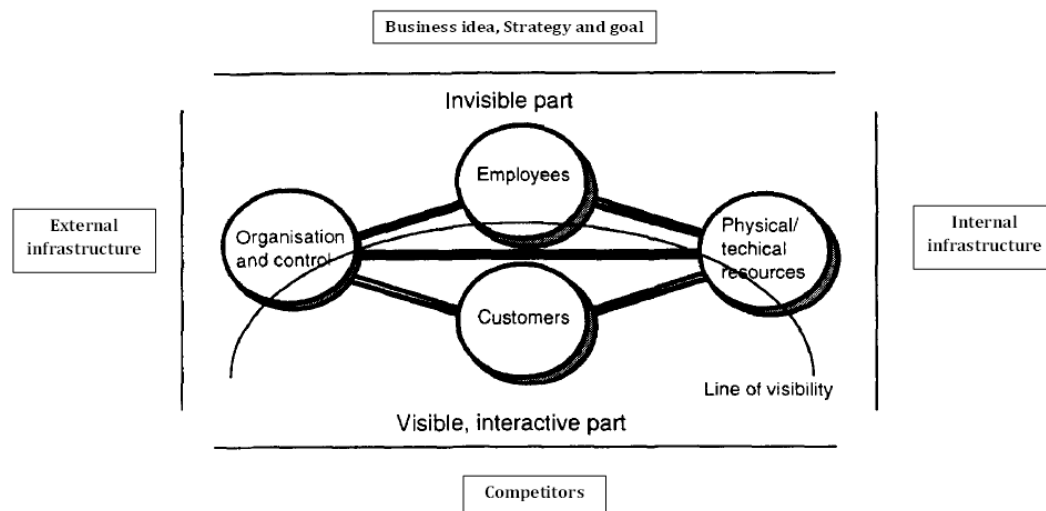 Business idea, Strategy and goal
Invisible part
Employees
External
infrastructure
Organisation
and control
Physical/
techical
resources
Internal
infrastructure
Customers
Line of visibility
Visible, interactive part
Competitors